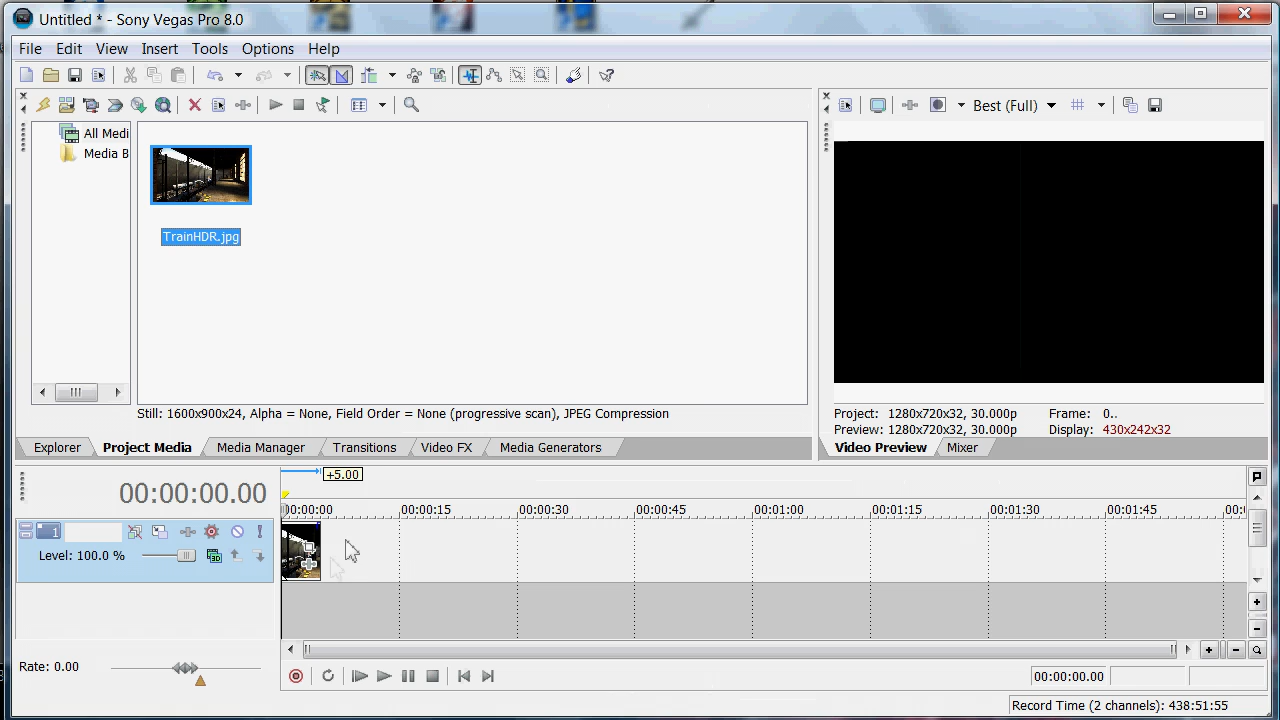 Untitled * - Sony Vegas Pro 8.0
File Edit View Insert Tools Options Help
Best (Full)
All Medi
Media B
TrainHDR.jpg
Still: 1600x900x24, Alpha = None, Field Order = None (progressive scan), JPEG Compression
Project: 1280x720x32, 30.000p Frame: 0..
Preview: 1280x720x32, 30.000p Display: 430x242x32
Explorer Project Media Media Manager Transitions Video FX Media Generators
Video Preview Mixer
+5.00
00:00:00.00
00:00:00 00:00:15 00:00:30 00:00:45 00:01:00 00:01:15 00:01:30 00:01:45 00:
1
Level: 100.0 %
3D
Rate: 0.00
00:00:00.00
Record Time (2 channels): 438:51:55